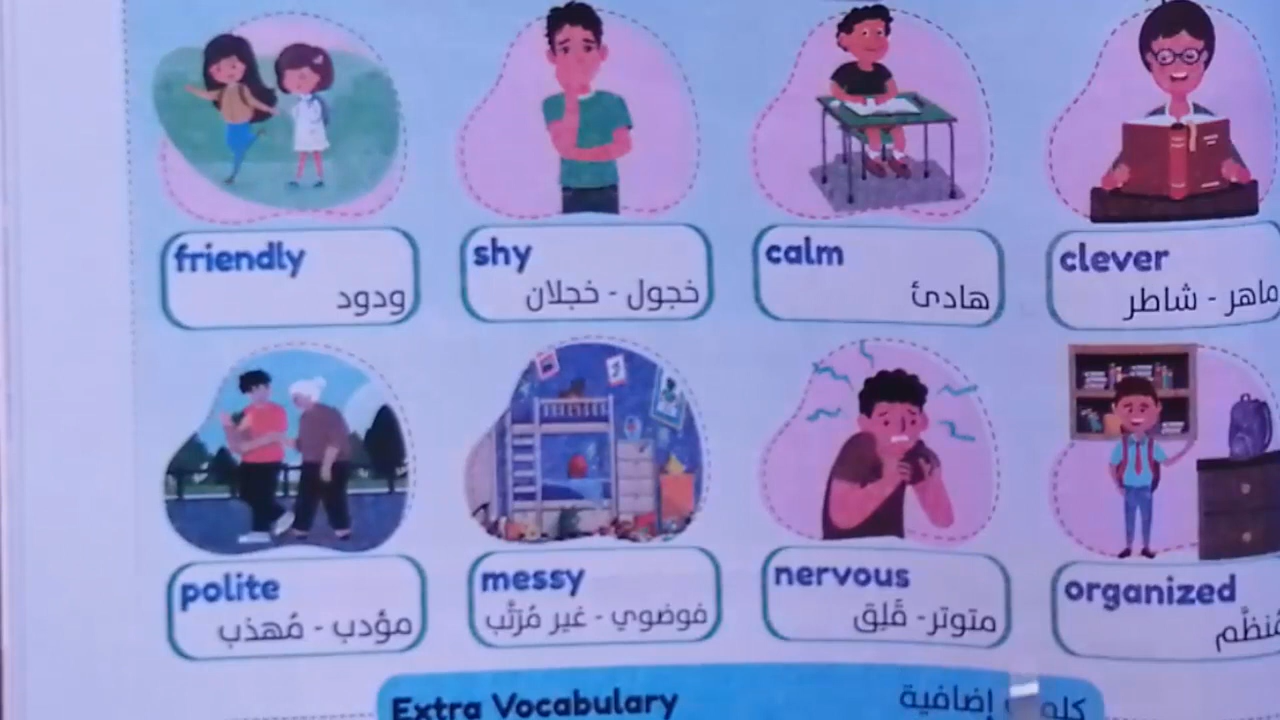 friendly
ودود
shy
خجول - خجلان
calm
هادئ
clever
ماهر - شاطر
polite
مؤدب - مُهذب
messy
فوضوي - غير مُرَتَّب
nervous
متوتر- قَلِق
organized
Extra Vocabulary
إضافية